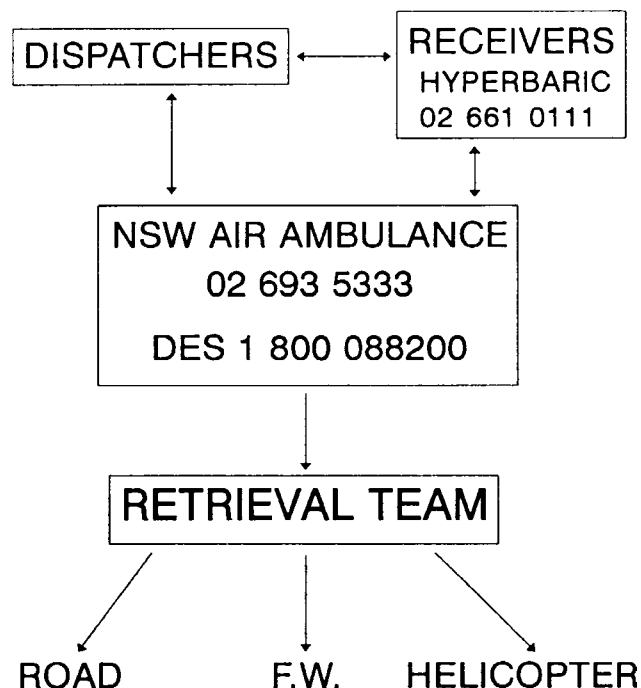 DISPATCHERS
RECEIVERS
HYPERBARIC
02 661 0111
NSW AIR AMBULANCE
02 693 5333
DES 1 800 088200
RETRIEVAL TEAM
ROAD
F.W.
HELICOPTER